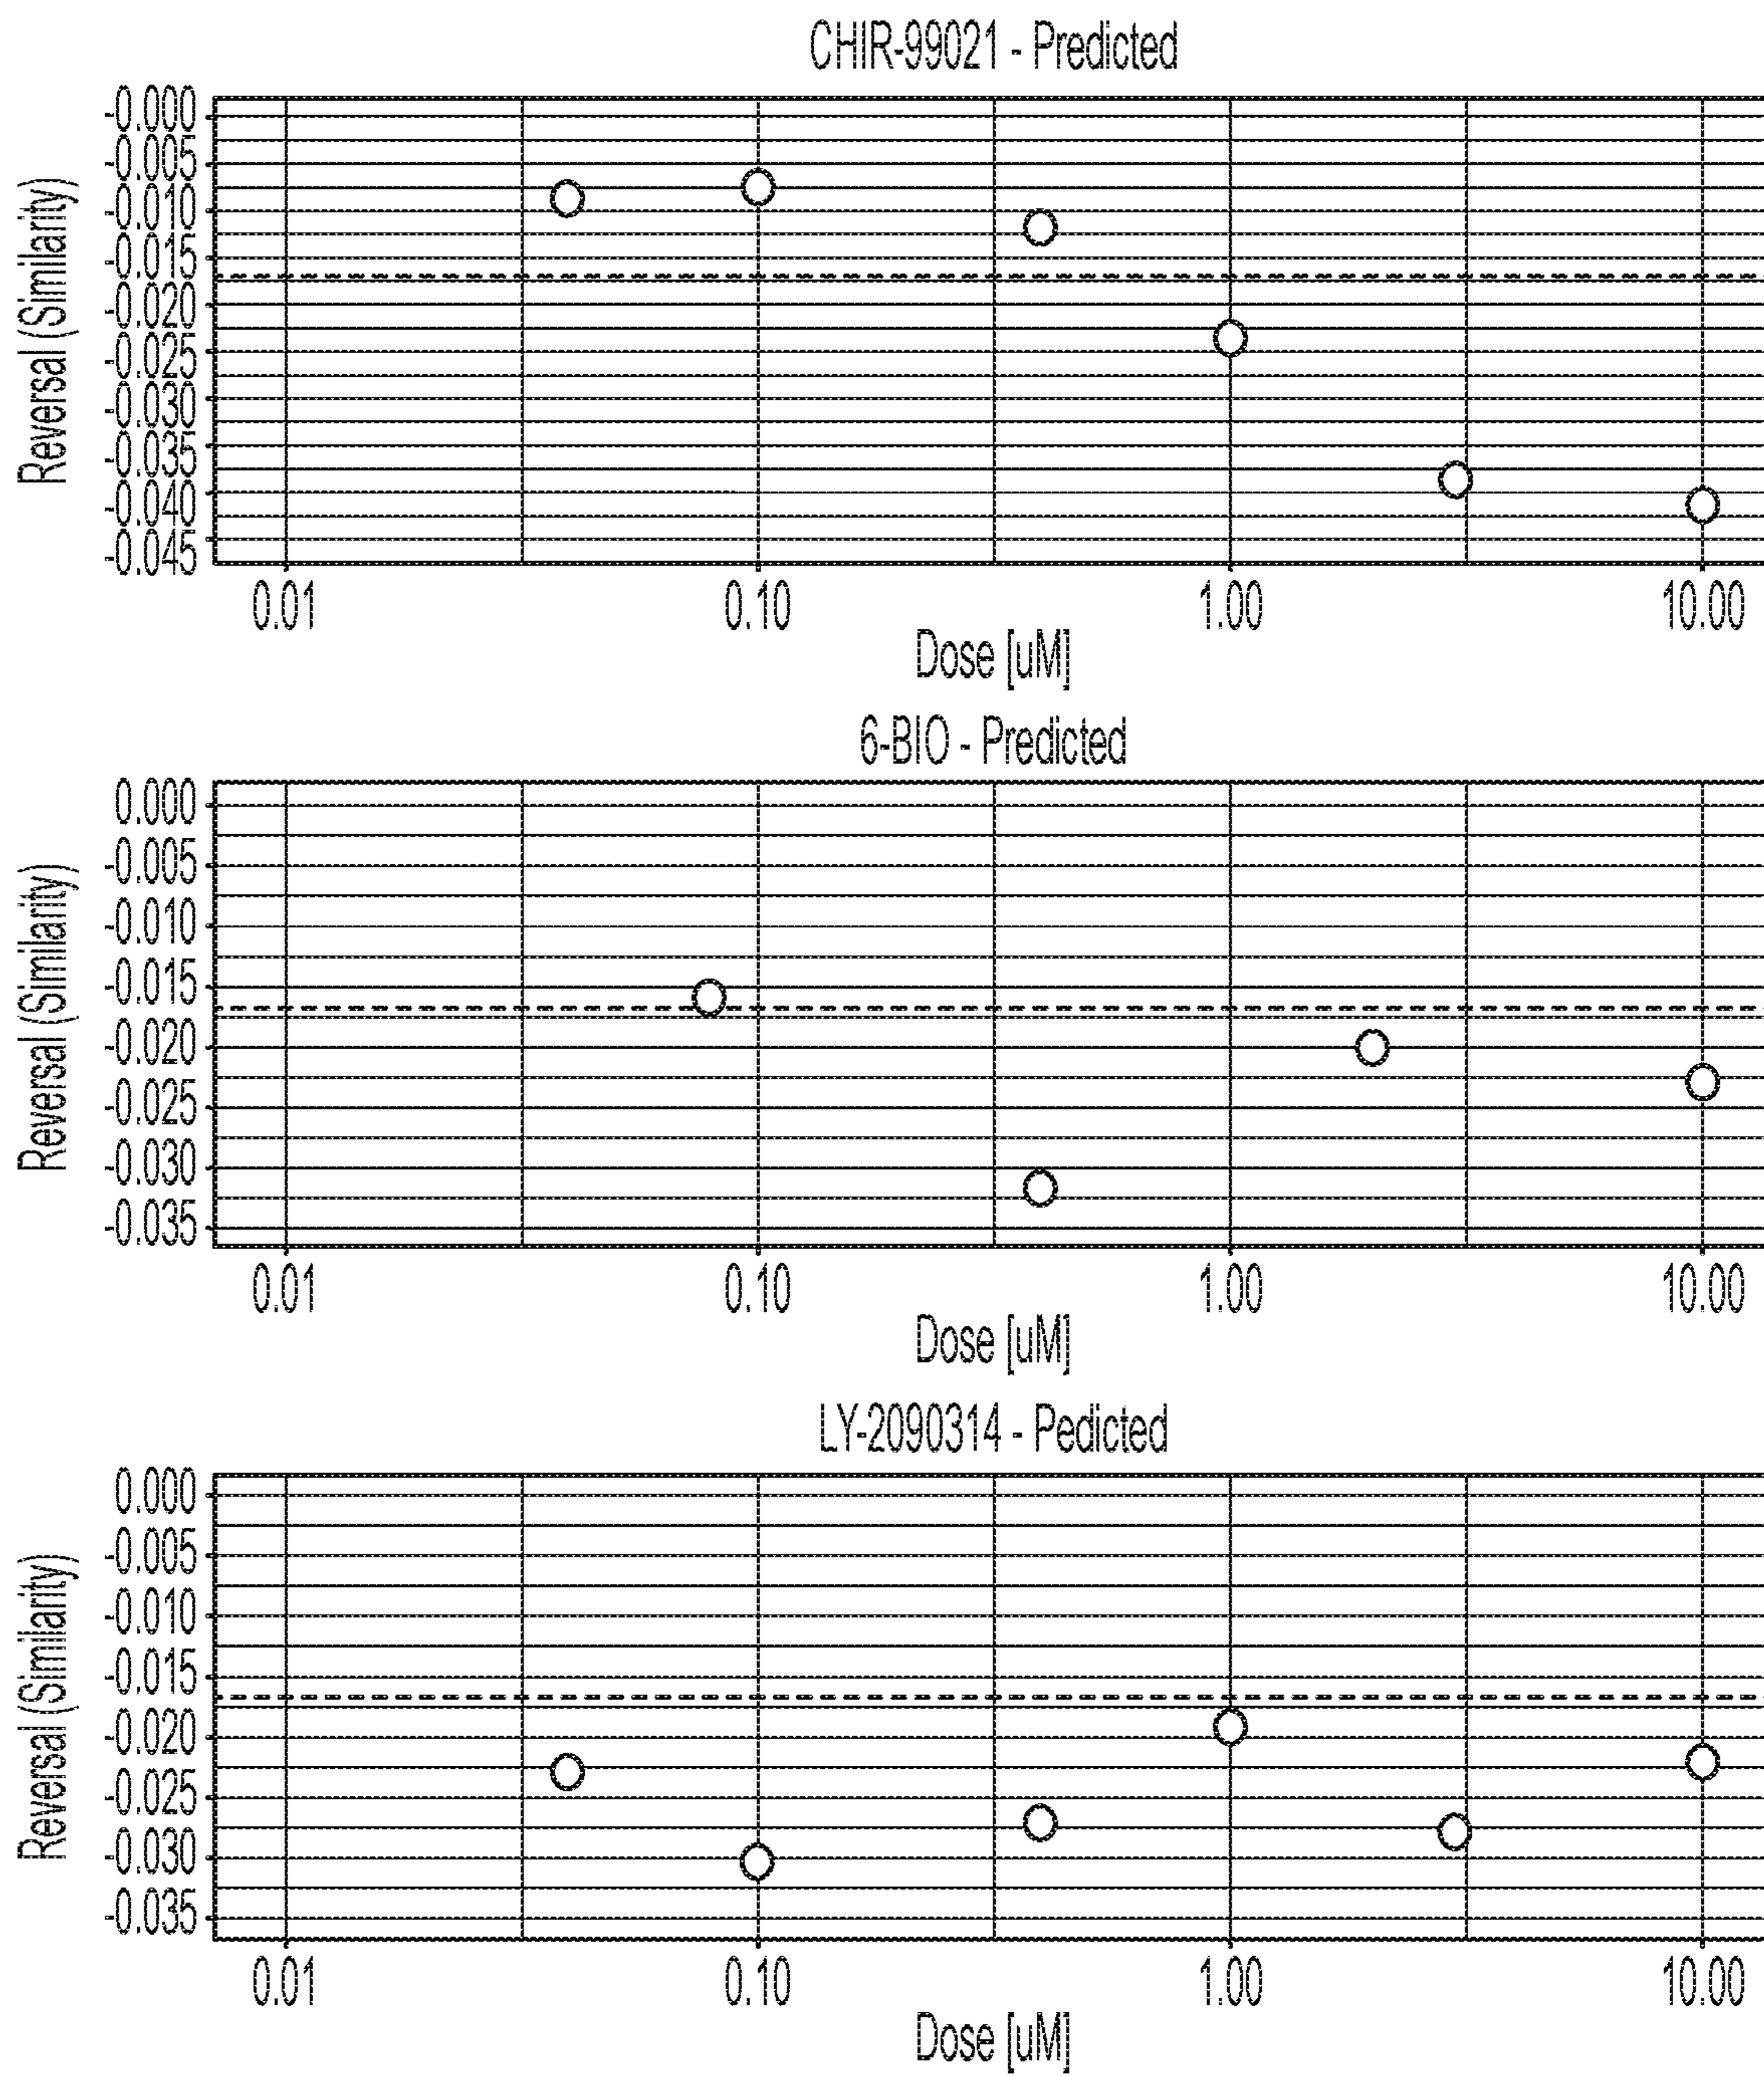 CHIR-99021 - Predicted
Reversal (Similarity)
-0.000
-0.005
-0.010
-0.015
-0.020
-0.025
-0.030
-0.035
-0.040
-0.045
0.01 0.10 1.00 10.00
Dose [uM]
6-BIO - Predicted
Reversal (Similarity)
0.000
-0.005
-0.010
-0.015
-0.020
-0.025
-0.030
-0.035
0.01 0.10 1.00 10.00
Dose [uM]
LY-2090314 - Pedicted
Reversal (Similarity)
0.000
-0.005
-0.010
-0.015
-0.020
-0.025
-0.030
-0.035
0.01 0.10 1.00 10.00
Dose [uM]